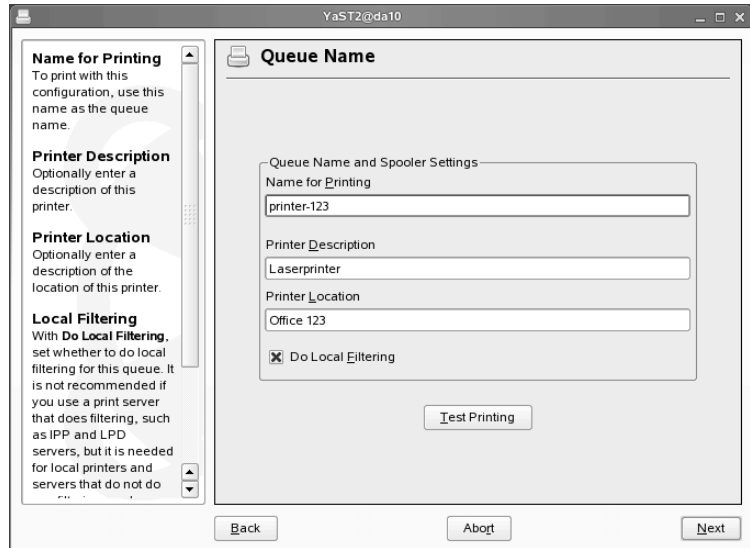 YaST2@da10
Name for Printing
To print with this
configuration, use this
name as the queue
name.
Printer Description
Optionally enter a
description of this
printer.
Printer Location
Optionally enter a
description of the
location of this printer.
Local Filtering
With Do Local Filtering,
set whether to do local
filtering for this queue. It
is not recommended if
you use a print server
that does filtering, such
as IPP and LPD
servers, but it is needed
for local printers and
servers that do not do
Queue Name
Queue Name and Spooler Settings
Name for Printing
printer-123
Printer Description
Laserprinter
Printer Location
Office 123
Do Local Filtering
Test Printing
Back
Abort
Next